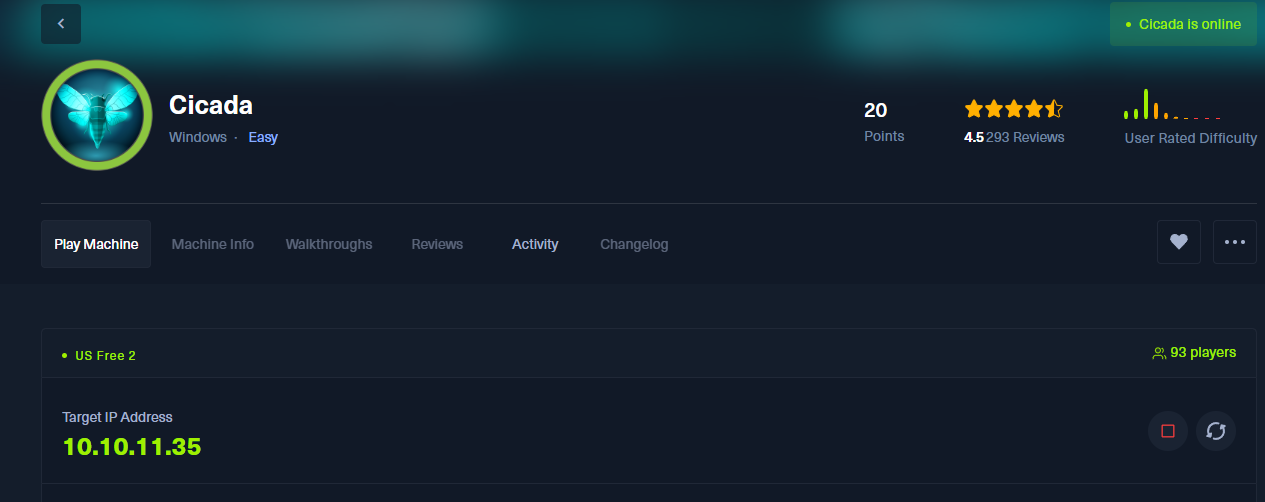 Cicada is online
Cicada
Windows · Easy
20
Points
4.5 293 Reviews
User Rated Difficulty
Play Machine
Machine Info
Walkthroughs
Reviews
Activity
Changelog
US Free 2
93 players
Target IP Address
10.10.11.35